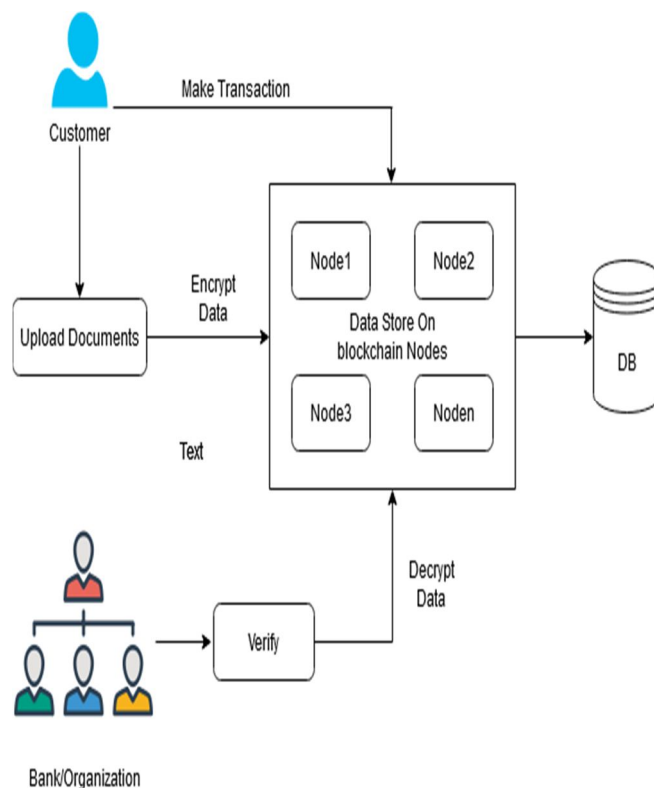 Make Transaction
Customer
Node1
Node2
Encrypt
Data
Upload Documents
Data Store On
blockchain Nodes
DB
Node3
Noden
Text
Decrypt
Data
Verify
Bank/Organization